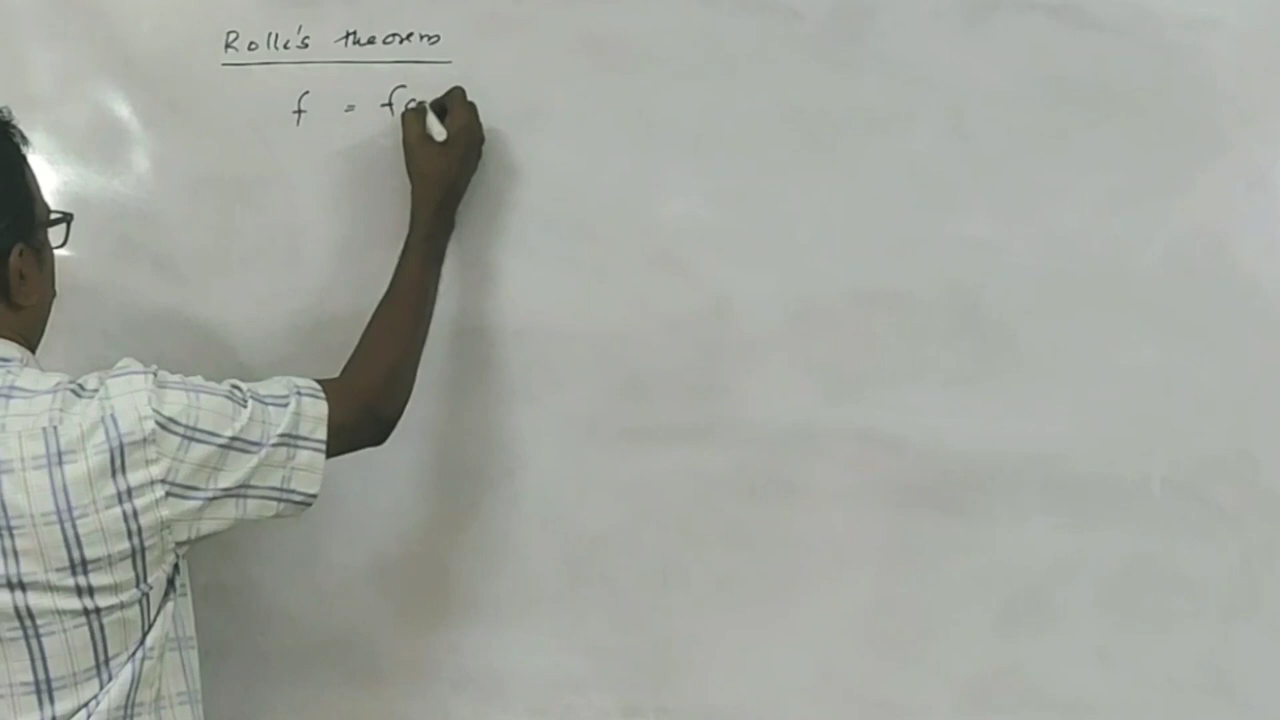 Rolle's theorem
f = f(